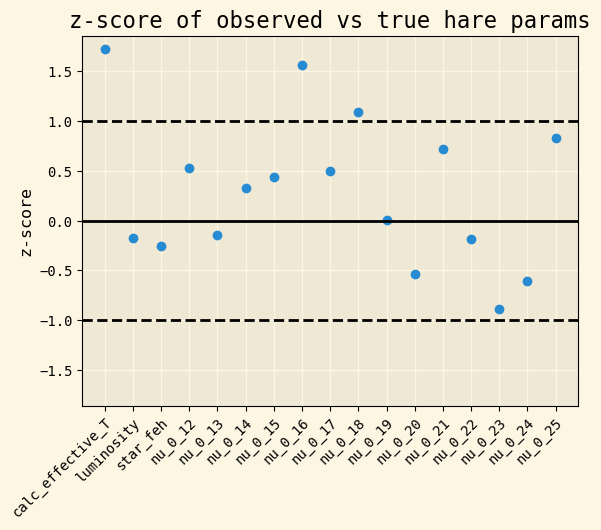 z-score of observed vs true hare params
z-score
1.5
1.0
0.5
0.0
−0.5
−1.0
−1.5
calc_effective_T
luminosity
star_feh
nu_0_12
nu_0_13
nu_0_14
nu_0_15
nu_0_16
nu_0_17
nu_0_18
nu_0_19
nu_0_20
nu_0_21
nu_0_22
nu_0_23
nu_0_24
nu_0_25